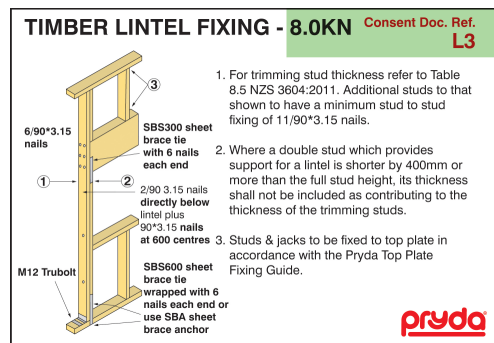 TIMBER LINTEL FIXING - 8.0KN
Consent Doc. Ref.
L3
3
6/90*3.15
nails
SBS300 sheet
brace tie
with 6 nails
each end
1
2
2/90 3.15 nails
directly below
lintel plus
90*3.15 nails
at 600 centres
M12 Trubolt
SBS600 sheet
brace tie
wrapped with 6
nails each end or
use SBA sheet
brace anchor
1. For trimming stud thickness refer to Table
8.5 NZS 3604:2011. Additional studs to that
shown to have a minimum stud to stud
fixing of 11/90*3.15 nails.
2. Where a double stud which provides
support for a lintel is shorter by 400mm or
more than the full stud height, its thickness
shall not be included as contributing to the
thickness of the trimming studs.
3. Studs & jacks to be fixed to top plate in
accordance with the Pryda Top Plate
Fixing Guide.
pryda